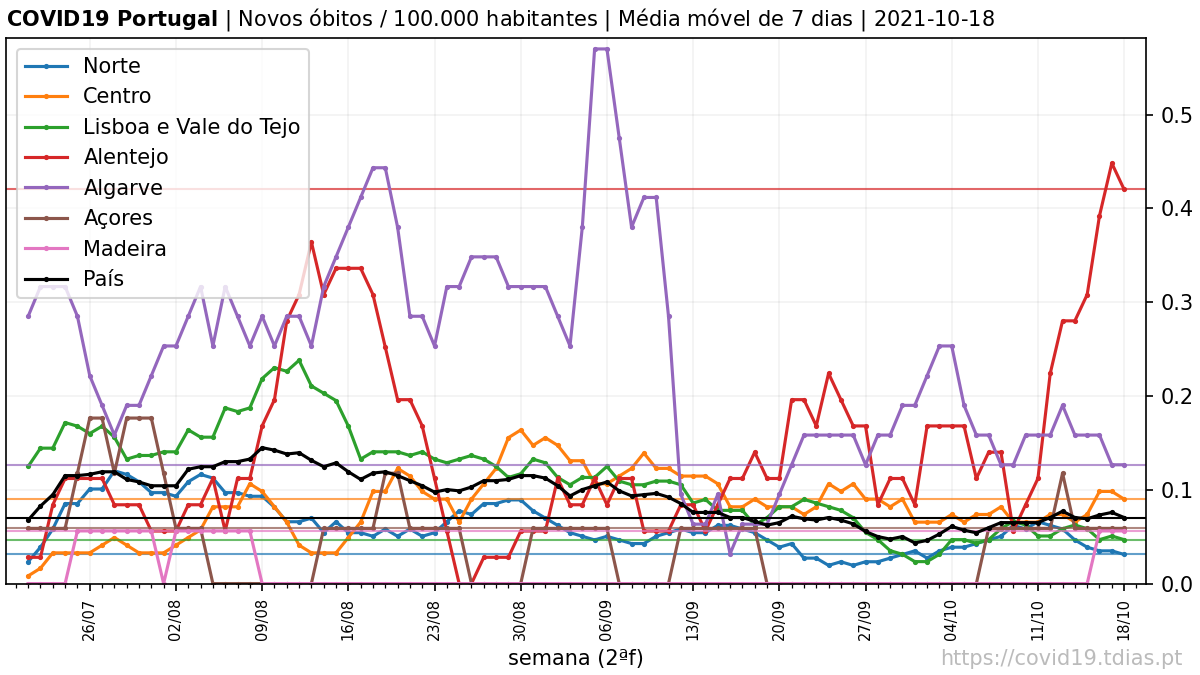 COVID19 Portugal | Novos óbitos / 100.000 habitantes | Média móvel de 7 dias | 2021-10-18
Norte
Centro
Lisboa e Vale do Tejo
Alentejo
Algarve
Açores
Madeira
País
0.5
0.4
0.3
0.2
0.1
0.0
26/07
02/08
09/08
16/08
23/08
30/08
06/09
13/09
20/09
27/09
04/10
11/10
18/10
semana (2ªf)
https://covid19.tdias.pt